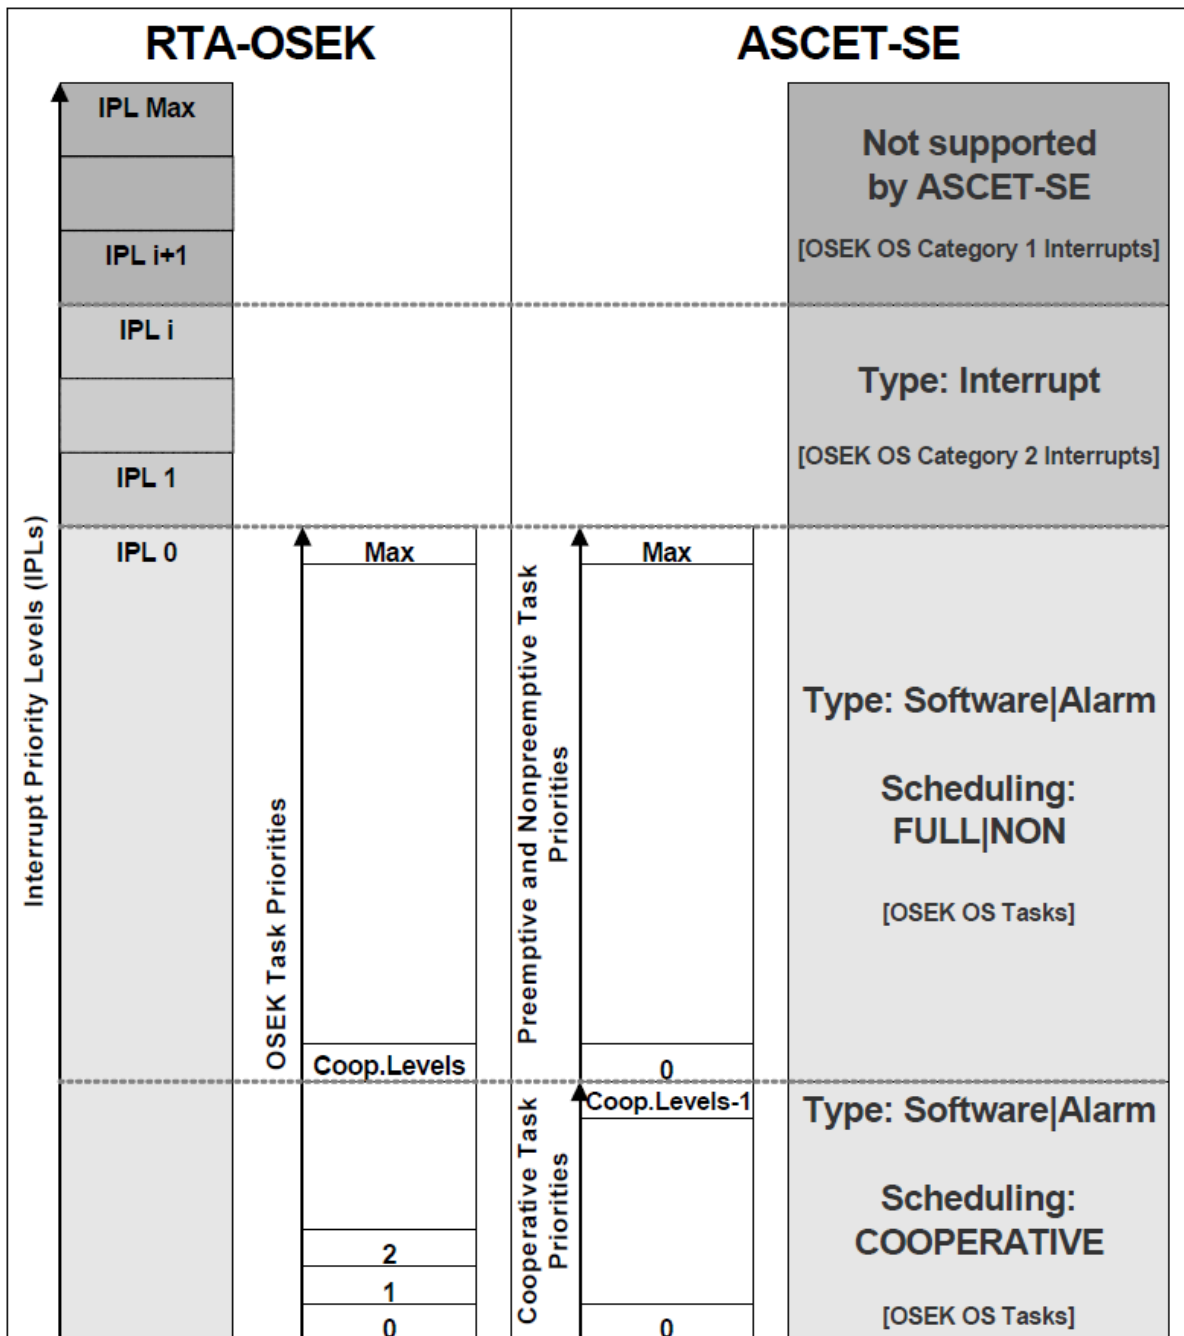 RTA-OSEK
ASCET-SE
IPL Max
IPL i+1
IPL i
IPL 1
IPL 0
Interrupt Priority Levels (IPLs)
OSEK Task Priorities
Max
Coop.Levels
2
1
0
Preemptive and Nonpreemptive Task
Priorities
Max
0
Cooperative Task
Priorities
Coop.Levels-1
0
Not supported
by ASCET-SE
[OSEK OS Category 1 Interrupts]
Type: Interrupt
[OSEK OS Category 2 Interrupts]
Type: Software|Alarm
Scheduling:
FULL|NON
[OSEK OS Tasks]
Type: Software|Alarm
Scheduling:
COOPERATIVE
[OSEK OS Tasks]